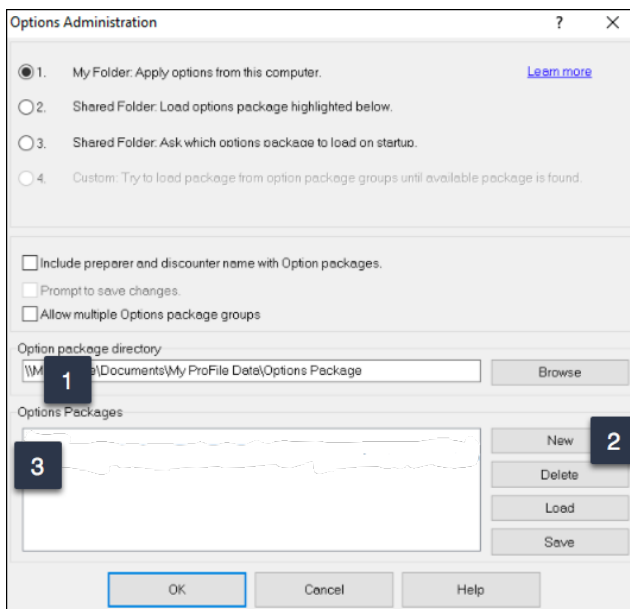 Options Administration ? X
1. My Folder: Apply options from this computer. Learn more
2. Shared Folder: Load options package highlighted below.
3. Shared Folder: Ask which options package to load on startup.
4. Custom: Try to load package from option package groups until available package is found.
Include preparer and discounter name with Option packages.
Prompt to save changes.
Allow multiple Options package groups
Option package directory
\\M 1 e\Documents\My ProFile Data\Options Package Browse
Options Packages
New 2
3
Delete
Load
Save
OK Cancel Help